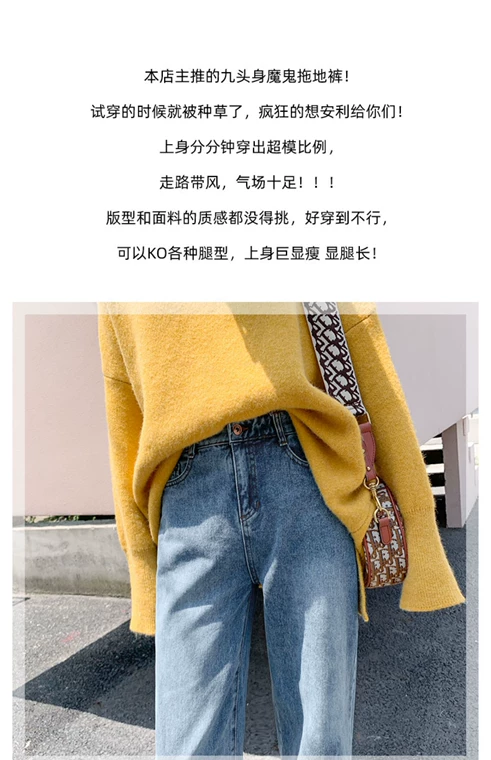 本店主推的九头身魔鬼拖地裤！
试穿的时候就被种草了，疯狂的想安利给你们！
上身分分钟穿出超模比例，
走路带风，气场十足！！！
版型和面料的质感都没得挑，好穿到不行，
可以KO各种腿型，上身巨显瘦 显腿长！